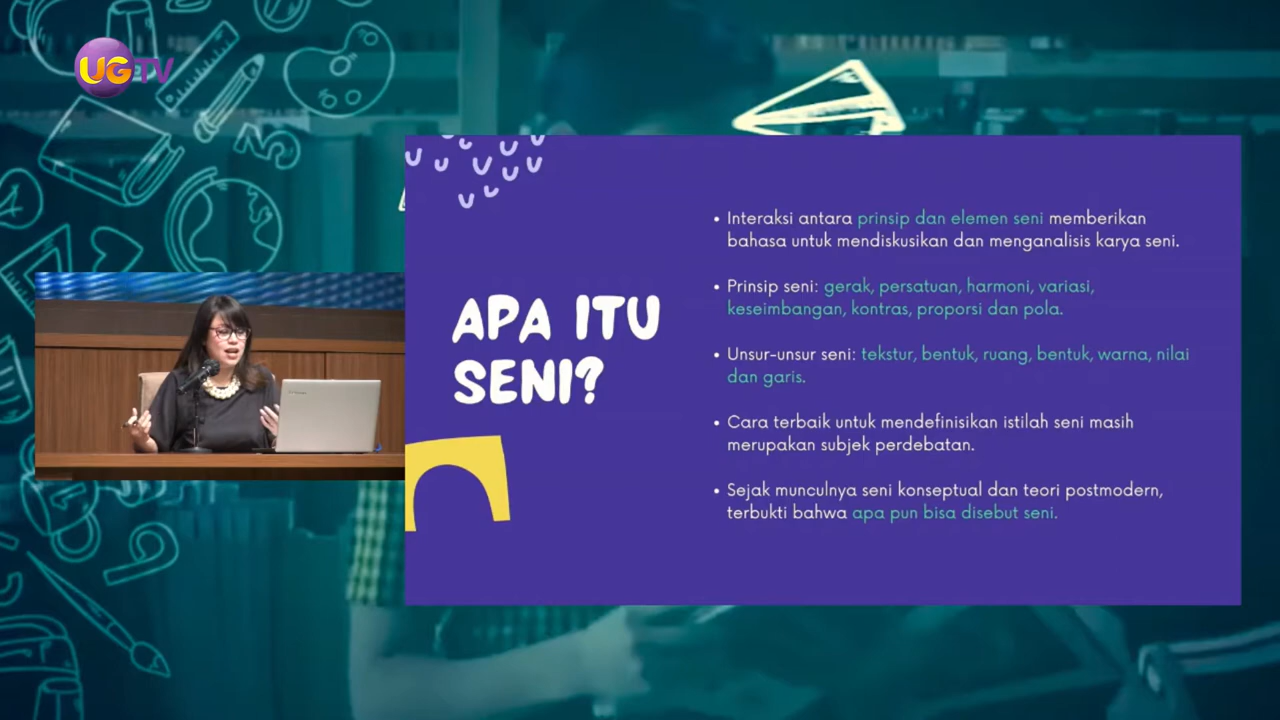 UGTV
APA ITU
SENI?
• Interaksi antara prinsip dan elemen seni memberikan
bahasa untuk mendiskusikan dan menganalisis karya seni.
• Prinsip seni: gerak, persatuan, harmoni, variasi,
keseimbangan, kontras, proporsi dan pola.
• Unsur-unsur seni: tekstur, bentuk, ruang, bentuk, warna, nilai
dan garis.
• Cara terbaik untuk mendefinisikan istilah seni masih
merupakan subjek perdebatan.
• Sejak munculnya seni konseptual dan teori postmodern,
terbukti bahwa apa pun bisa disebut seni.